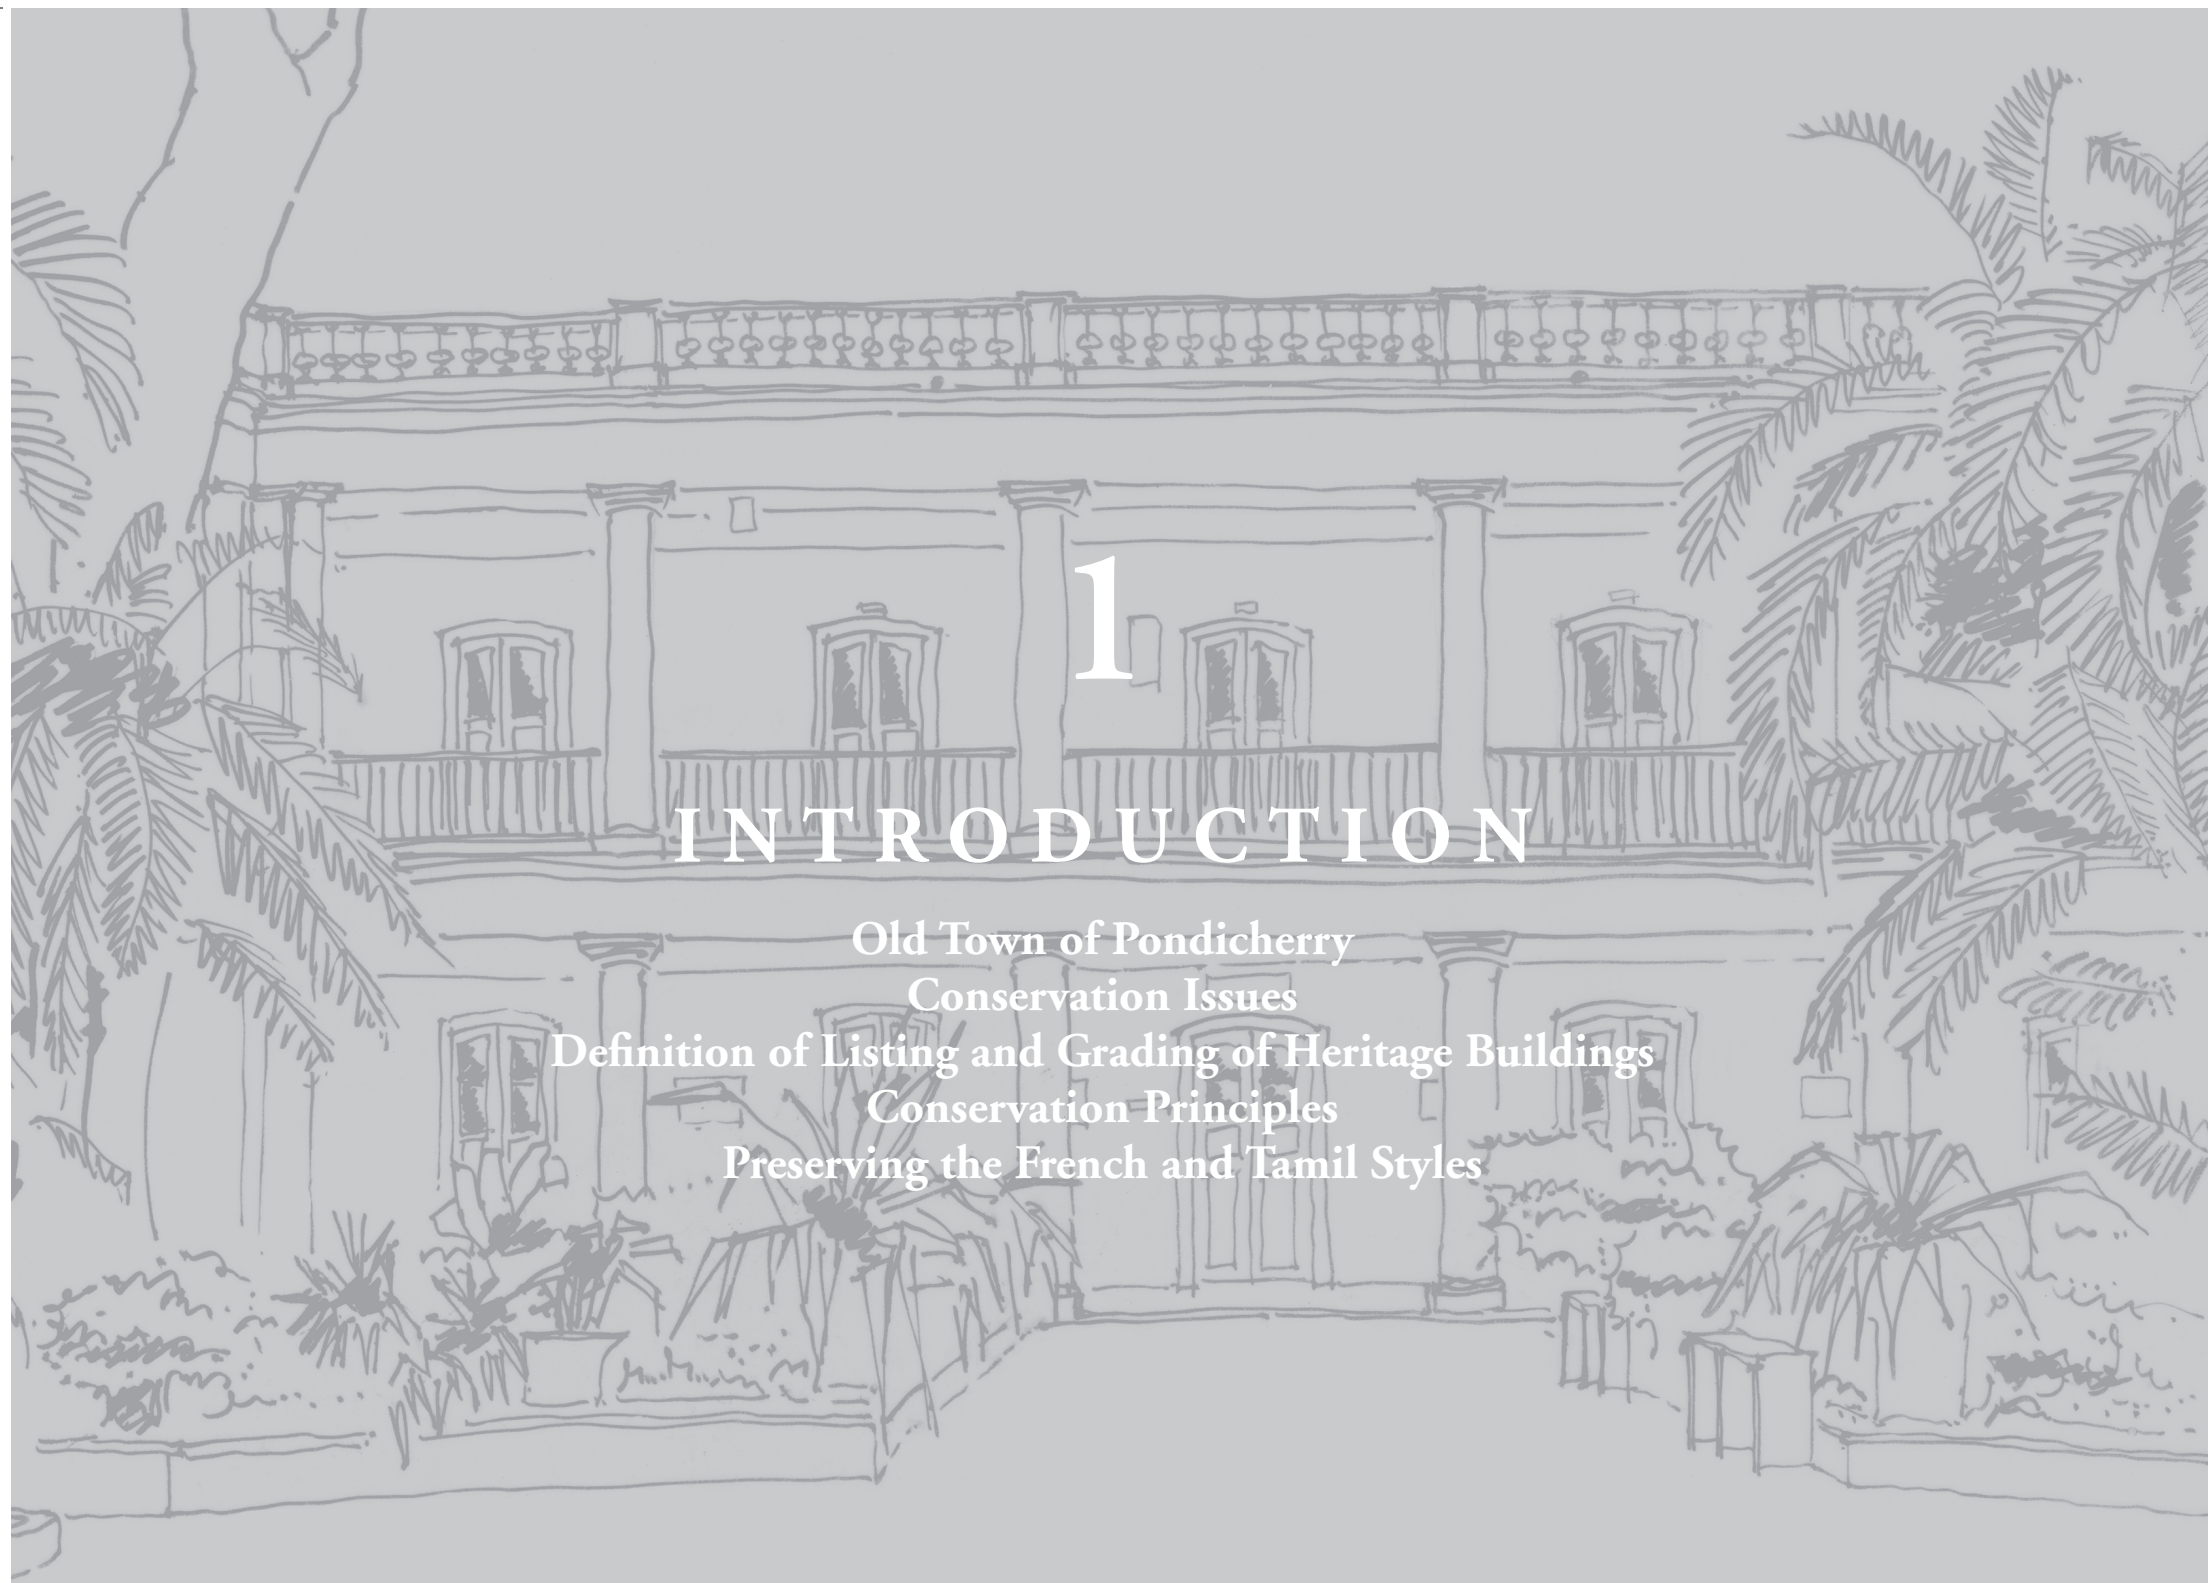 1
INTRODUCTION
Old Town of Pondicherry
Conservation Issues
Definition of Listing and Grading of Heritage Buildings
Conservation Principles
Preserving the French and Tamil Styles